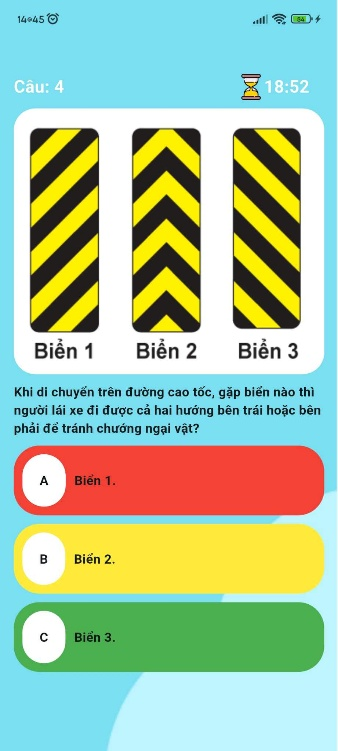 14:45
84
Câu: 4
18:52
Biển 1 Biển 2 Biển 3
Khi di chuyển trên đường cao tốc, gặp biển nào thì
người lái xe đi được cả hai hướng bên trái hoặc bên
phải để tránh chướng ngại vật?
A Biển 1.
B Biển 2.
C Biển 3.